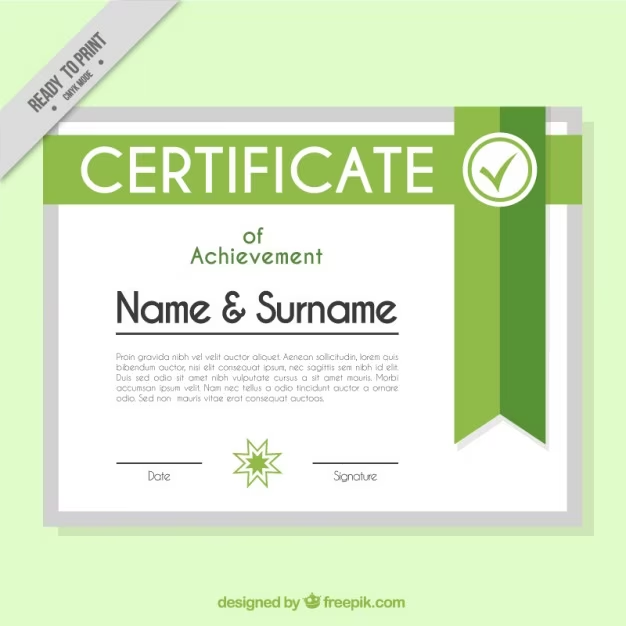 READY TO PRINT
CMYK MODE
CERTIFICATE
of
Achievement
Name & Surname
Proin gravida nibh vel velit auctor aliquet. Aenean sollicitudin, lorem quis
bibendum auctor, nisi elit consequat ipsum, nec sagittis sem nibh id elit.
Duis sed odio sit amet nibh vulputate cursus a sit amet mauris. Morbi
accumsan ipsum velit. Nam nec tellus a odio tincidunt auctor a ornare
odio. Sed non mauris vitae erat consequat auctoas.
Date
Signature
designed by freepik.com